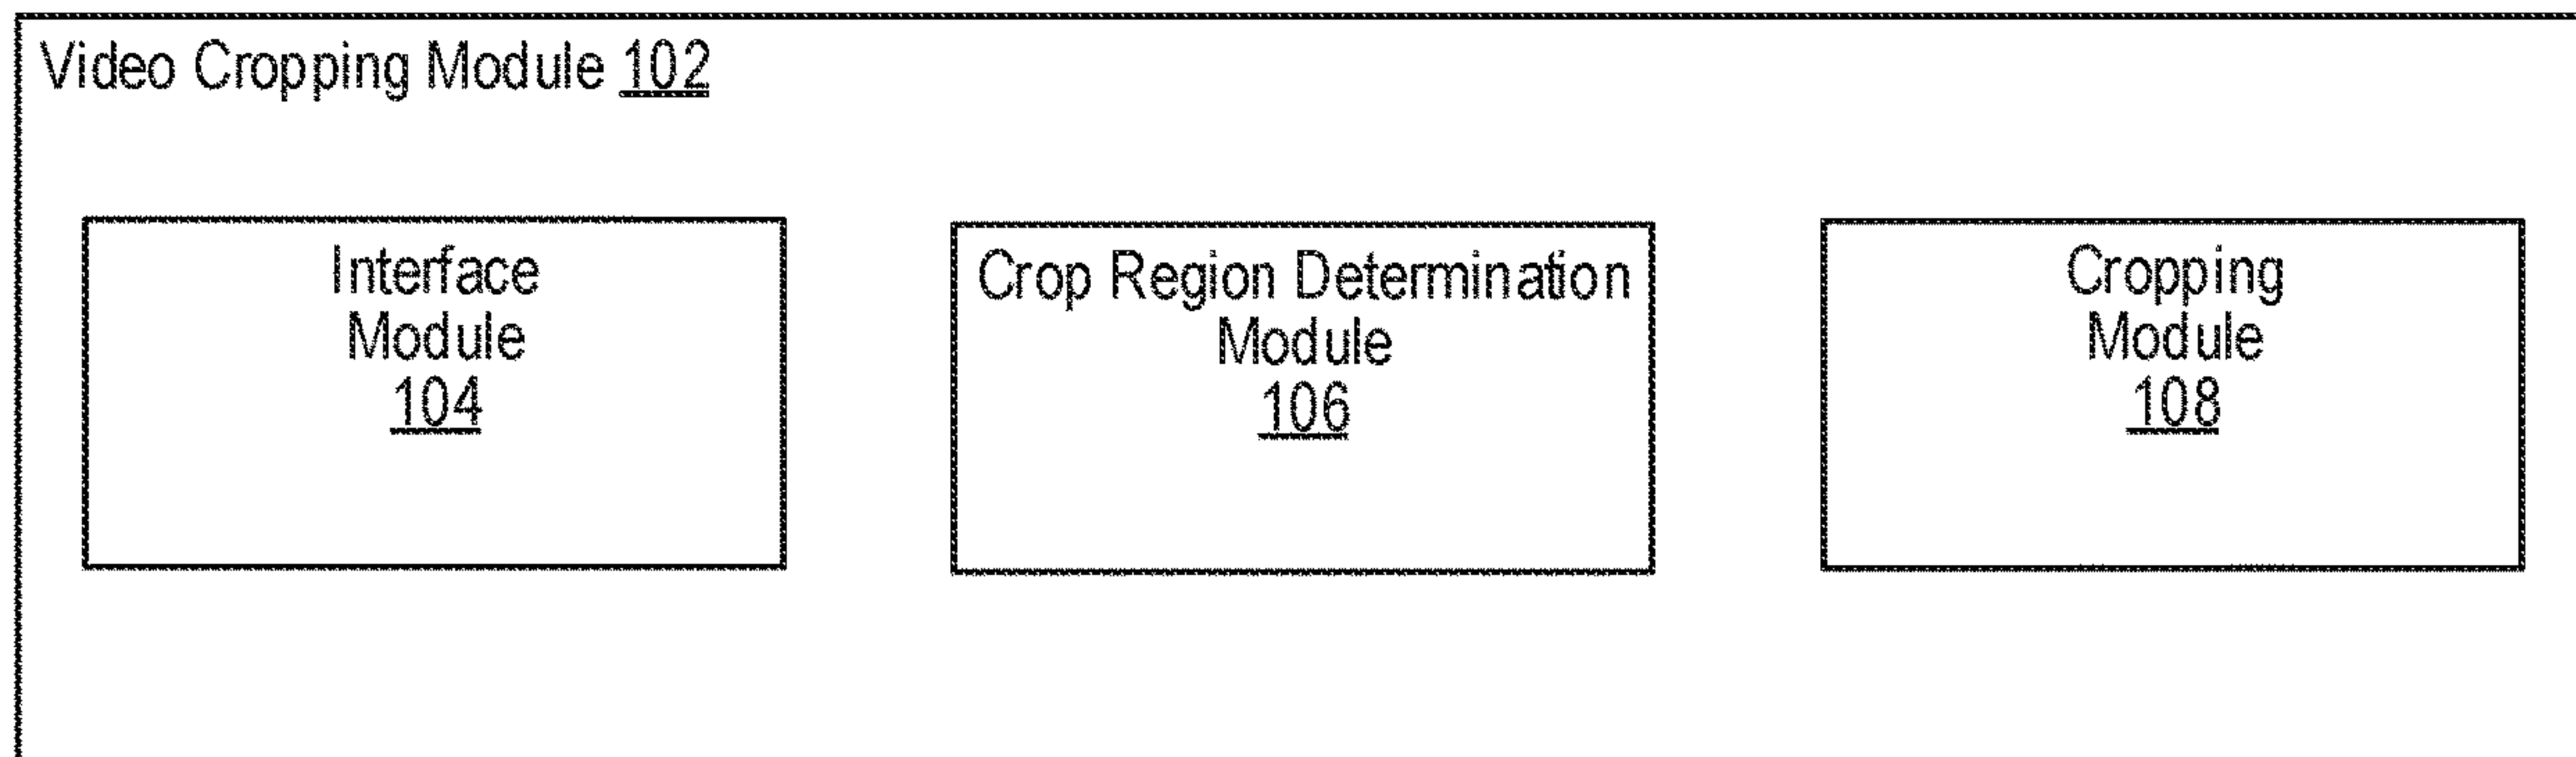 Video Cropping Module 102
Interface
Module
104
Crop Region Determination
Module
106
Cropping
Module
108